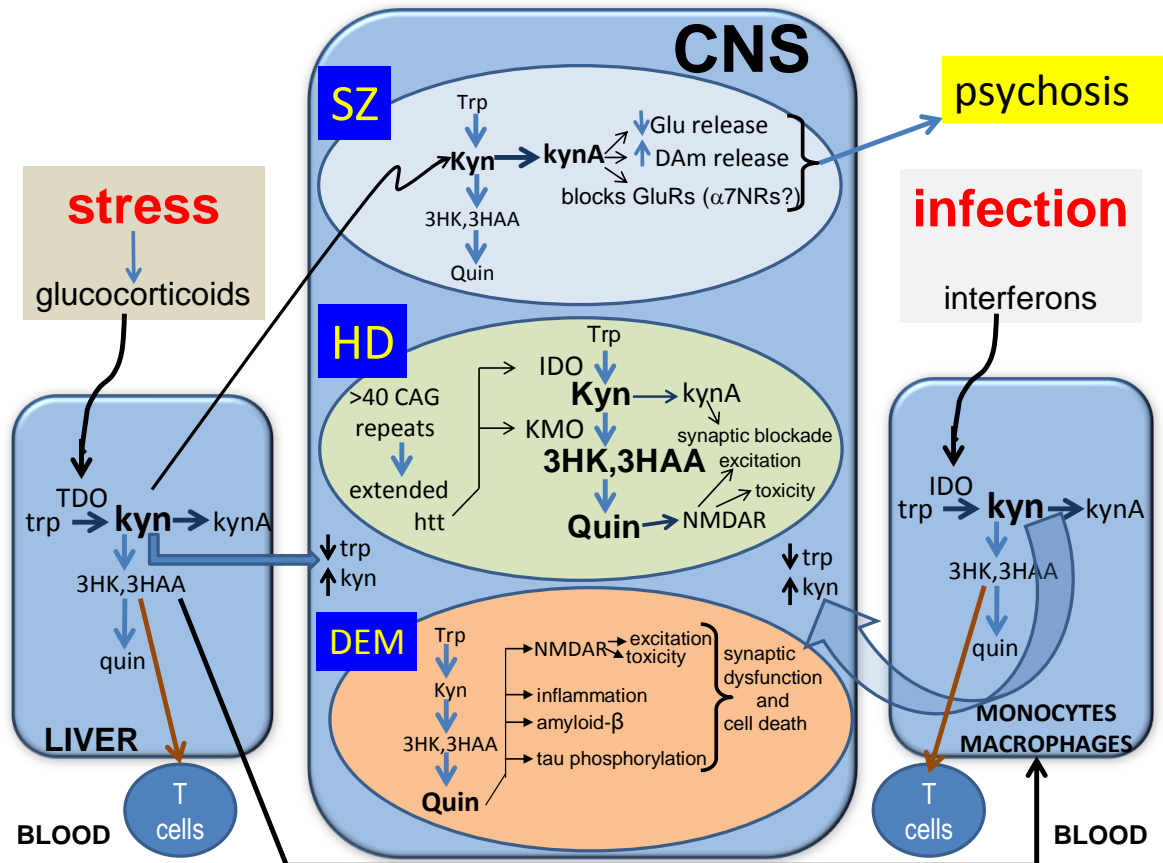 CNS
SZ
Trp
Kyn
kynA
Glu release
DAm release
blocks GluRs (α7NRs?)
3HK,3HAA
Quin
psychosis
stress
glucocorticoids
infection
interferons
HD
>40 CAG
repeats
extended
htt
Trp
IDO
Kyn
kynA
KMO
synaptic blockade
3HK,3HAA
excitation
toxicity
Quin
NMDAR
TDO
trp
kyn
kynA
3HK,3HAA
quin
LIVER
T
cells
BLOOD
trp
kyn
trp
kyn
DEM
Trp
Kyn
3HK,3HAA
Quin
NMDAR
excitation
toxicity
inflammation
amyloid-β
tau phosphorylation
synaptic
dysfunction
and
cell death
IDO
trp
kyn
kynA
3HK,3HAA
quin
MONOCYTES
MACROPHAGES
T
cells
BLOOD